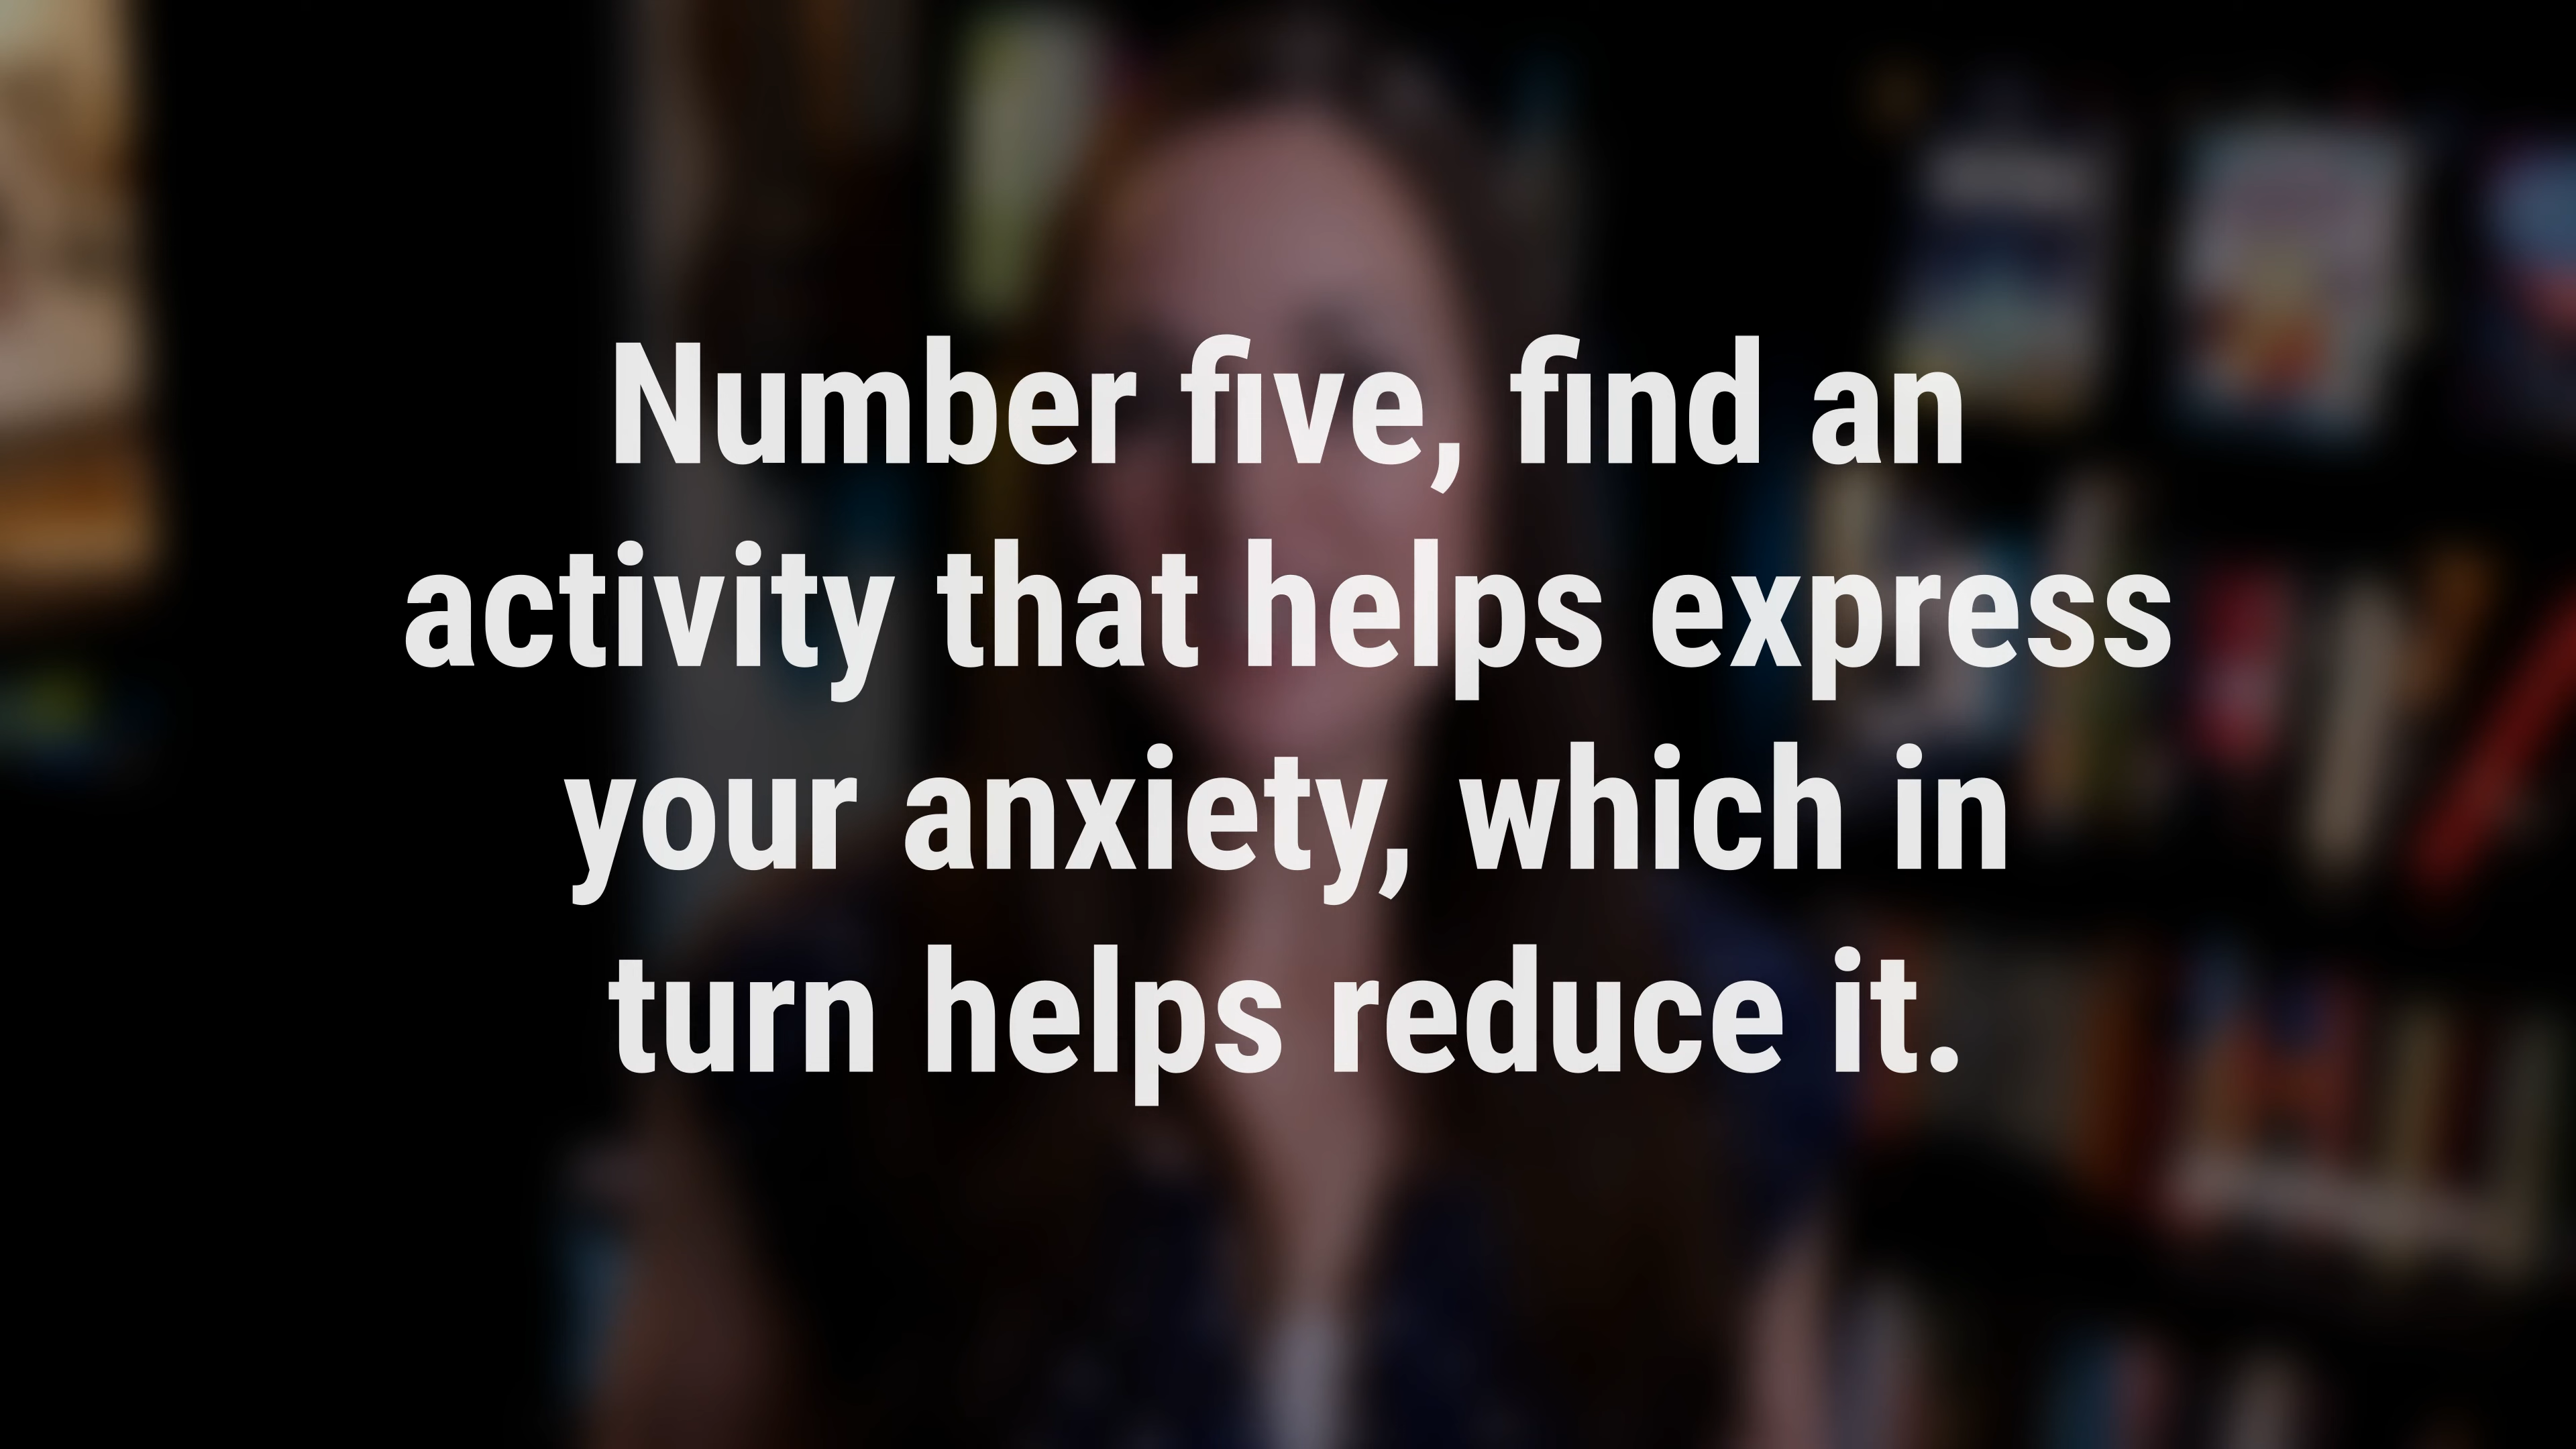 Number five, find an
activity that helps express
your anxiety, which in
turn helps reduce it.